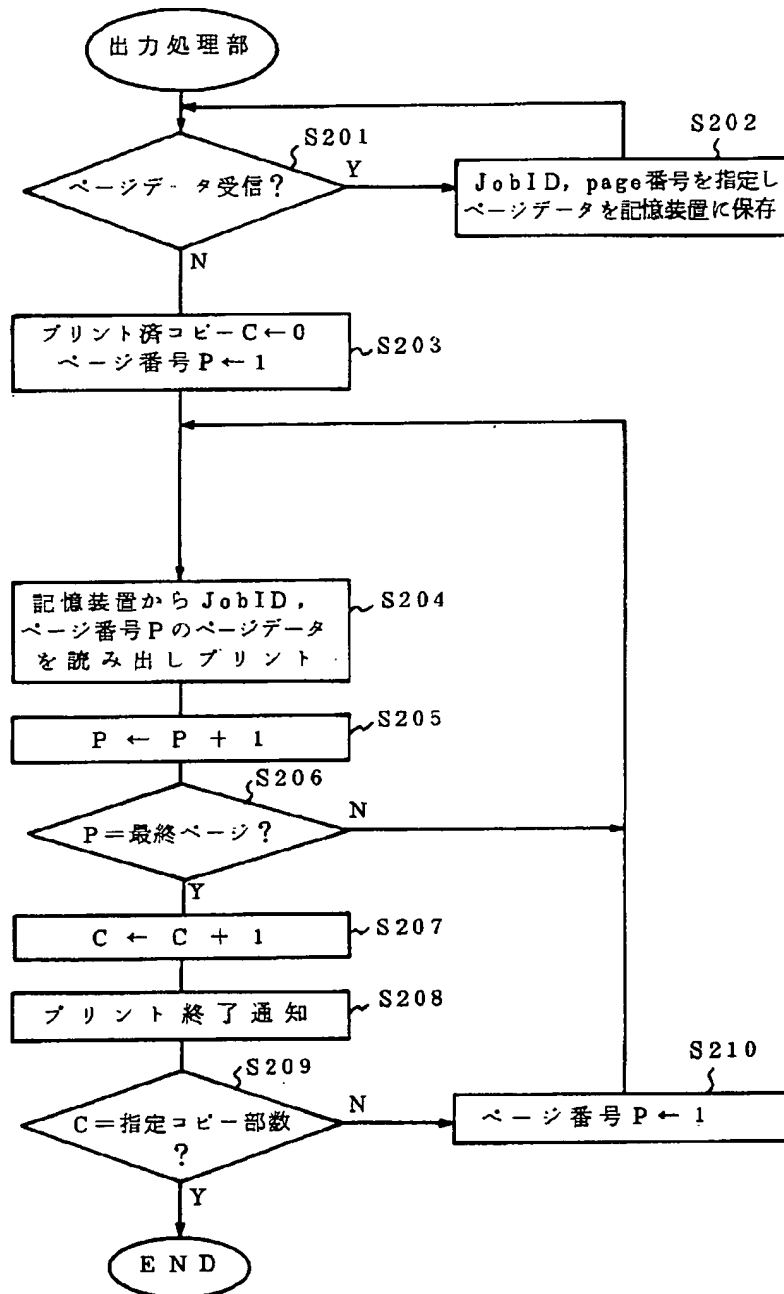 出力処理部
S201
ページデータ受信?
Y
N
S202
JobID, page番号を指定し
ページデータを記憶装置に保存
プリント済コピーC←0
ページ番号P←1
S203
記憶装置からJobID,
ページ番号Pのページデータ
を読み出しプリント
S204
P ← P + 1
S205
S206
P=最終ページ?
N
Y
C ← C + 1
S207
プリント終了通知
S208
S209
C=指定コピー部数
?
N
Y
S210
ページ番号P←1
END